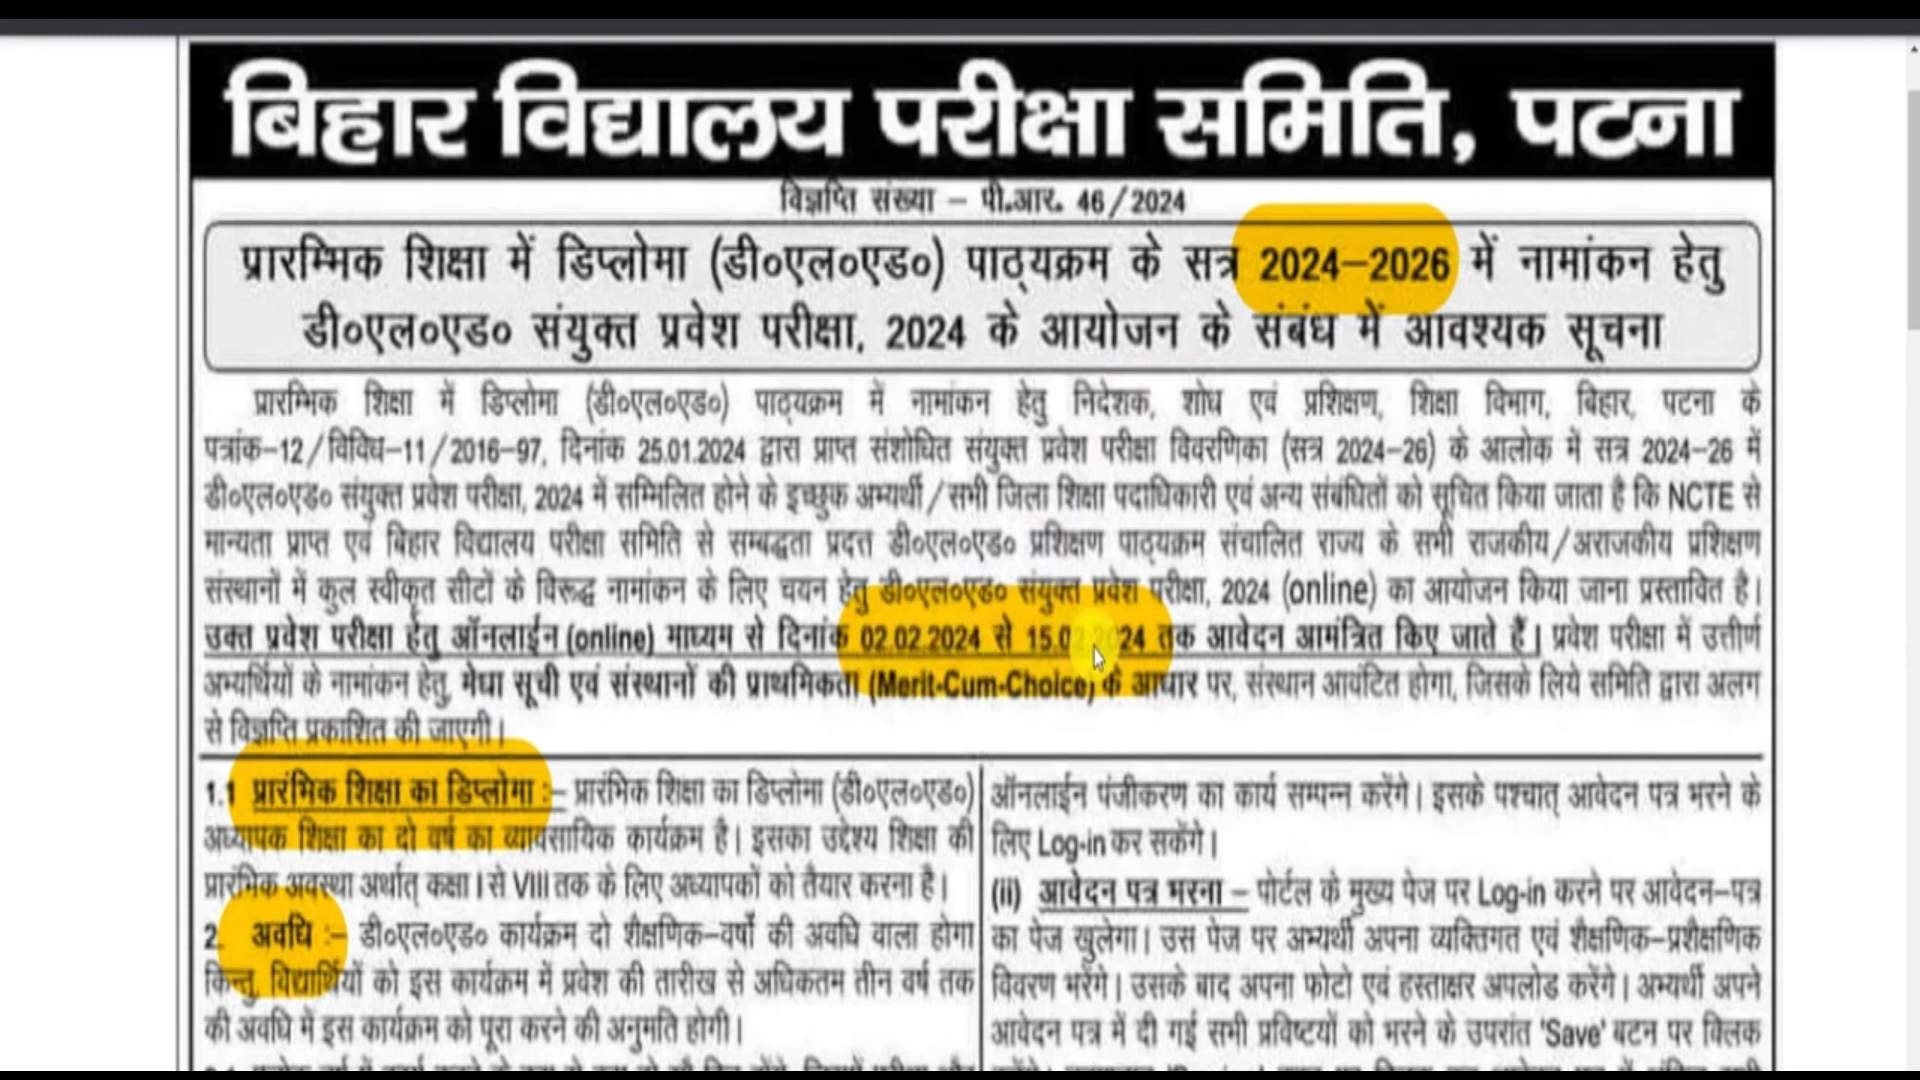 बिहार विद्यालय परीक्षा समिति, पटना
विज्ञप्ति संख्या – पी.आर. 46/2024
प्रारम्भिक शिक्षा में डिप्लोमा (डी०एल०एड०) पाठ्यक्रम के सत्र 2024–2026 में नामांकन हेतु
डी०एल०एड० संयुक्त प्रवेश परीक्षा, 2024 के आयोजन के संबंध में आवश्यक सूचना
प्रारम्भिक शिक्षा में डिप्लोमा (डी०एल०एड०) पाठ्यक्रम में नामांकन हेतु निदेशक, शोध एवं प्रशिक्षण, शिक्षा विभाग, बिहार, पटना के
पत्रांक–12/विविध–11/2016–97, दिनांक 25.01.2024 द्वारा प्राप्त संशोधित संयुक्त प्रवेश परीक्षा विवरणिका (सत्र 2024–26) के आलोक में सत्र 2024–26 में
डी०एल०एड० संयुक्त प्रवेश परीक्षा, 2024 में सम्मिलित होने के इच्छुक अभ्यर्थी/सभी जिला शिक्षा पदाधिकारी एवं अन्य संबंधितों को सूचित किया जाता है कि NCTE से
मान्यता प्राप्त एवं बिहार विद्यालय परीक्षा समिति से सम्बद्धता प्रदत्त डी०एल०एड० प्रशिक्षण पाठ्यक्रम संचालित राज्य के सभी राजकीय/अराजकीय प्रशिक्षण
संस्थानों में कुल स्वीकृत सीटों के विरूद्ध नामांकन के लिए चयन हेतु डी०एल०एड० संयुक्त प्रवेश परीक्षा, 2024 (online) का आयोजन किया जाना प्रस्तावित है।
उक्त प्रवेश परीक्षा हेतु ऑनलाईन (online) माध्यम से दिनांक 02.02.2024 से 15.02.2024 तक आवेदन आमंत्रित किए जाते हैं। प्रवेश परीक्षा में उत्तीर्ण
अभ्यर्थियों के नामांकन हेतु, मेघा सूची एवं संस्थानों की प्राथमिकता (Merit-Cum-Choice) के आधार पर, संस्थान आवंटित होगा, जिसके लिये समिति द्वारा अलग
से विज्ञप्ति प्रकाशित की जाएगी।
1.1 प्रारंभिक शिक्षा का डिप्लोमा :– प्रारंभिक शिक्षा का डिप्लोमा (डी०एल०एड०)
अध्यापक शिक्षा का दो वर्ष का व्यावसायिक कार्यक्रम है। इसका उद्देश्य शिक्षा की
प्रारंभिक अवस्था अर्थात् कक्षा I से VIII तक के लिए अध्यापकों को तैयार करना है।
2. अवधि :– डी०एल०एड० कार्यक्रम दो शैक्षणिक–वर्षों की अवधि वाला होगा
किन्तु, विद्यार्थियों को इस कार्यक्रम में प्रवेश की तारीख से अधिकतम तीन वर्ष तक
की अवधि में इस कार्यक्रम को पूरा करने की अनुमति होगी।
ऑनलाईन पंजीकरण का कार्य सम्पन्न करेंगे। इसके पश्चात् आवेदन पत्र भरने के
लिए Log-in कर सकेंगे।
(ii) आवेदन पत्र भरना – पोर्टल के मुख्य पेज पर Log-in करने पर आवेदन–पत्र
का पेज खुलेगा। उस पेज पर अभ्यर्थी अपना व्यक्तिगत एवं शैक्षणिक–प्रशैक्षणिक
विवरण भरेंगे। उसके बाद अपना फोटो एवं हस्ताक्षर अपलोड करेंगे। अभ्यर्थी अपने
आवेदन पत्र में दी गई सभी प्रविष्टयों को भरने के उपरांत 'Save' बटन पर क्लिक